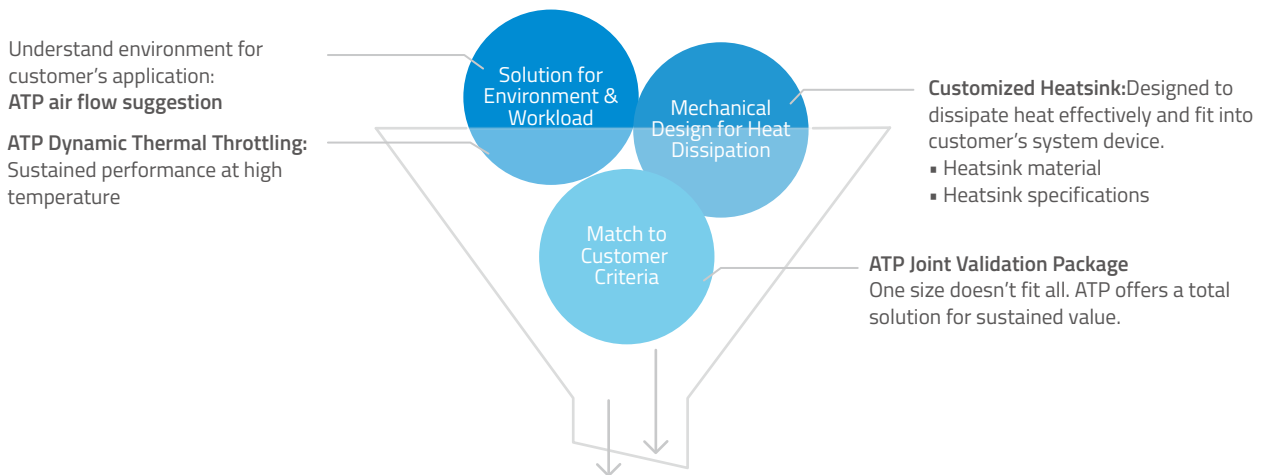 Understand environment for
customer’s application:
ATP air flow suggestion
ATP Dynamic Thermal Throttling:
Sustained performance at high
temperature
Solution for
Environment &
Workload
Mechanical
Design for Heat
Dissipation
Match to
Customer
Criteria
Customized Heatsink:Designed to
dissipate heat effectively and fit into
customer’s system device.
▪ Heatsink material
▪ Heatsink specifications
ATP Joint Validation Package
One size doesn’t fit all. ATP offers a total
solution for sustained value.